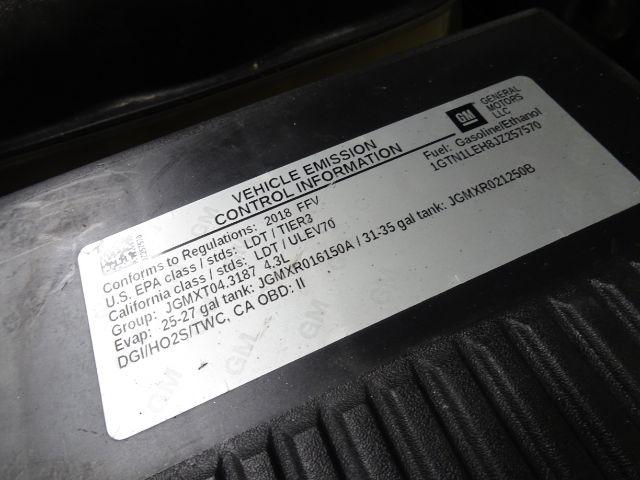 VEHICLE EMISSION
CONTROL INFORMATION
GM
GENERAL
MOTORS
LLC
Conforms to Regulations: 2018 FFV
Fuel: Gasoline/Ethanol
U.S. EPA class / stds: LDT / TIER3
1GTN1LEH8JZ257570
California class / stds: LDT / ULEV70
Group: JGMXT04.3187 4.3L
Evap: 25-27 gal tank: JGMXR016150A / 31-35 gal tank: JGMXR021250B
DGI/HO2S/TWC, CA OBD: II